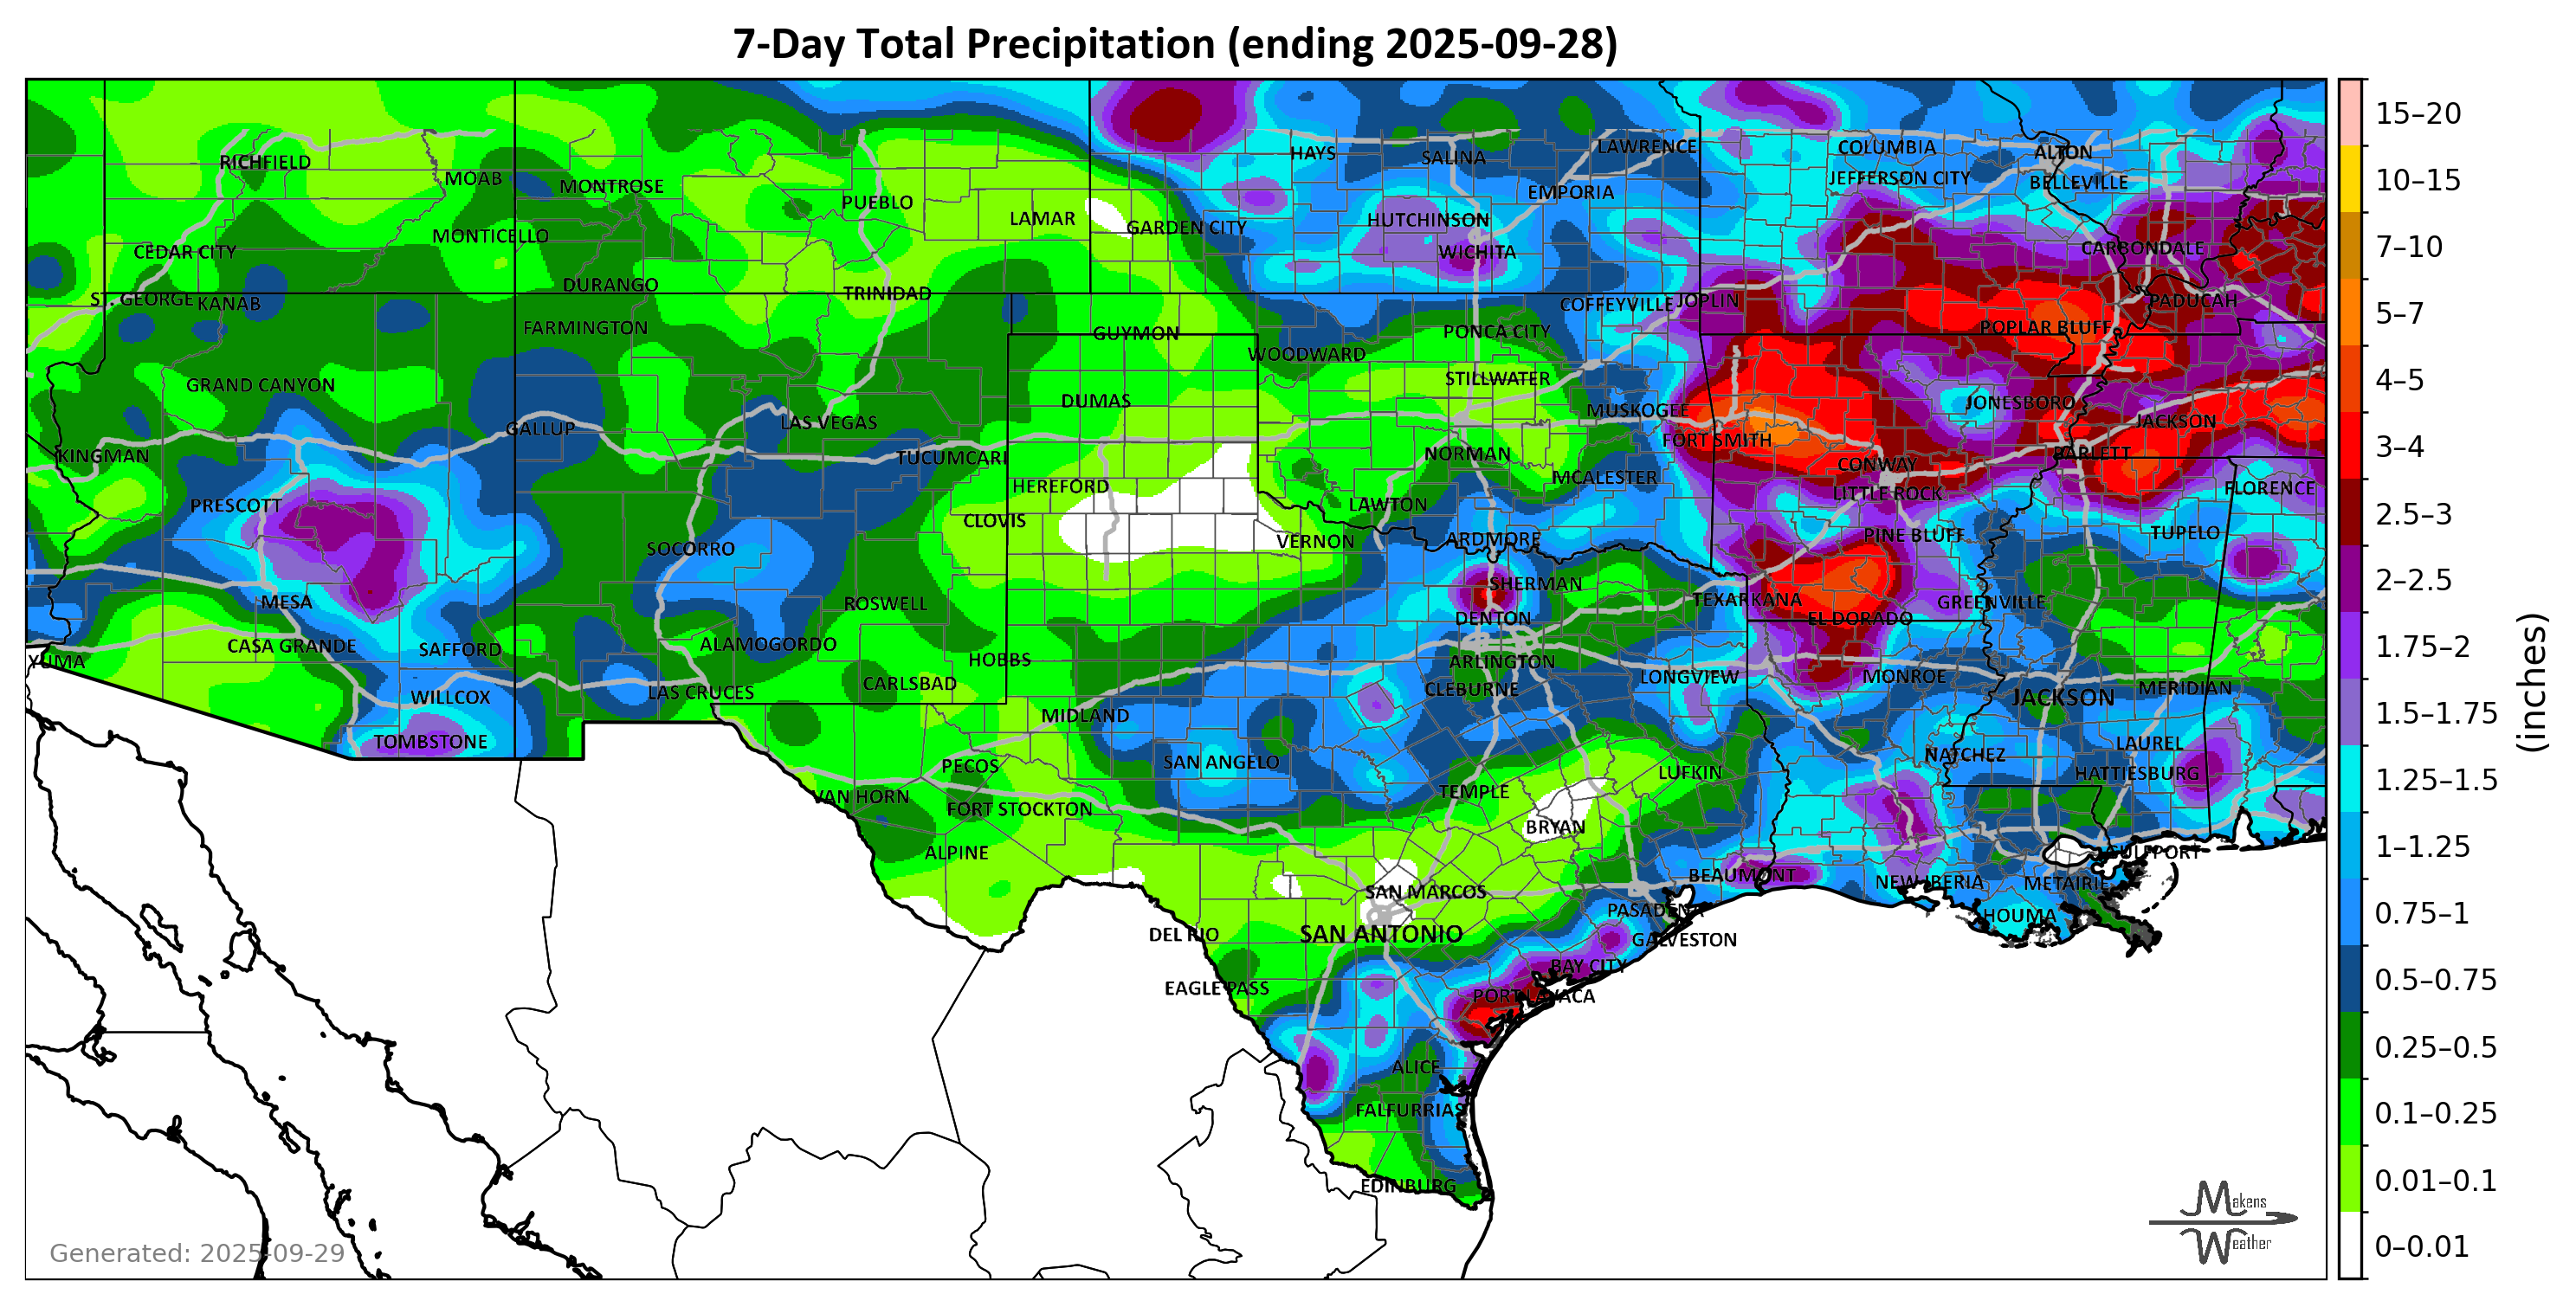 7-Day Total Precipitation (ending 2025-09-28)
RICHFIELD
MOAB
MONTROSE
PUEBLO
LAMAR
GARDEN CITY
HAYS
SALINA
LAWRENCE
EMPORIA
HUTCHINSON
WICHITA
COLUMBIA
JEFFERSON CITY
ALTON
BELLEVILLE
CARBONDALE
CEDAR CITY
MONTICELLO
DURANGO
TRINIDAD
ST. GEORGE
KANAB
FARMINGTON
GUYMON
WOODWARD
PONCA CITY
COFFEYVILLE
JOPLIN
POPLAR BLUFF
PADUCAH
GRAND CANYON
DUMAS
STILLWATER
MUSKOGEE
JONESBORO
JACKSON
KINGMAN
GALLUP
LAS VEGAS
TUCUMCARI
NORMAN
FORT SMITH
CONWAY
BARLETT
PRESCOTT
HEREFORD
CLOVIS
LAWTON
MCALESTER
LITTLE ROCK
FLORENCE
SOCORRO
VERNON
ARDMORE
PINE BLUFF
TUPELO
MESA
ROSWELL
SHERMAN
DENTON
TEXARKANA
EL DORADO
GREENVILLE
YUMA
CASA GRANDE
SAFFORD
ALAMOGORDO
HOBBS
ARLINGTON
CLEBURNE
LONGVIEW
MONROE
JACKSON
MERIDIAN
WILLCOX
LAS CRUCES
CARLSBAD
MIDLAND
TOMBSTONE
PECOS
SAN ANGELO
TEMPLE
LUFKIN
NATCHEZ
LAUREL
HATTIESBURG
VAN HORN
FORT STOCKTON
BRYAN
ALPINE
SAN MARCOS
BEAUMONT
NEW IBERIA
METAIRIE
GULFPORT
DEL RIO
SAN ANTONIO
PASADENA
GALVESTON
HOUMA
EAGLE PASS
BAY CITY
PORT LAVACA
ALICE
FALFURRIAS
EDINBURG
Generated: 2025-09-29
Makens
Weather
15–20
10–15
7–10
5–7
4–5
3–4
2.5–3
2–2.5
1.75–2
1.5–1.75
1.25–1.5
1–1.25
0.75–1
0.5–0.75
0.25–0.5
0.1–0.25
0.01–0.1
0–0.01
(inches)